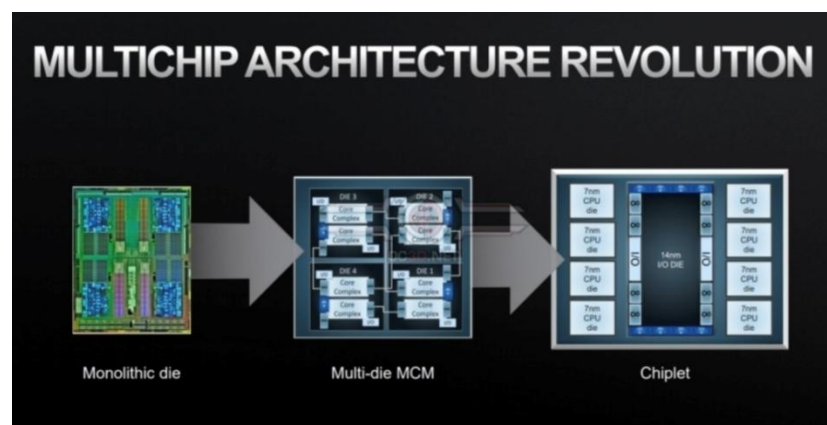 MULTICHIP ARCHITECTURE REVOLUTION
DIE 3
I/O
Core
Complex
Core
Complex
I/O
DIE 2
Core
Complex
Core
Complex
I/O
DIE 4
I/O
Core
Complex
Core
Complex
I/O
DIE 1
I/O
Core
Complex
Core
Complex
I/O
7nm
CPU
die
7nm
CPU
die
7nm
CPU
die
7nm
CPU
die
I/O
14nm
I/O DIE
I/O
7nm
CPU
die
7nm
CPU
die
7nm
CPU
die
7nm
CPU
die
Monolithic die
Multi-die MCM
Chiplet